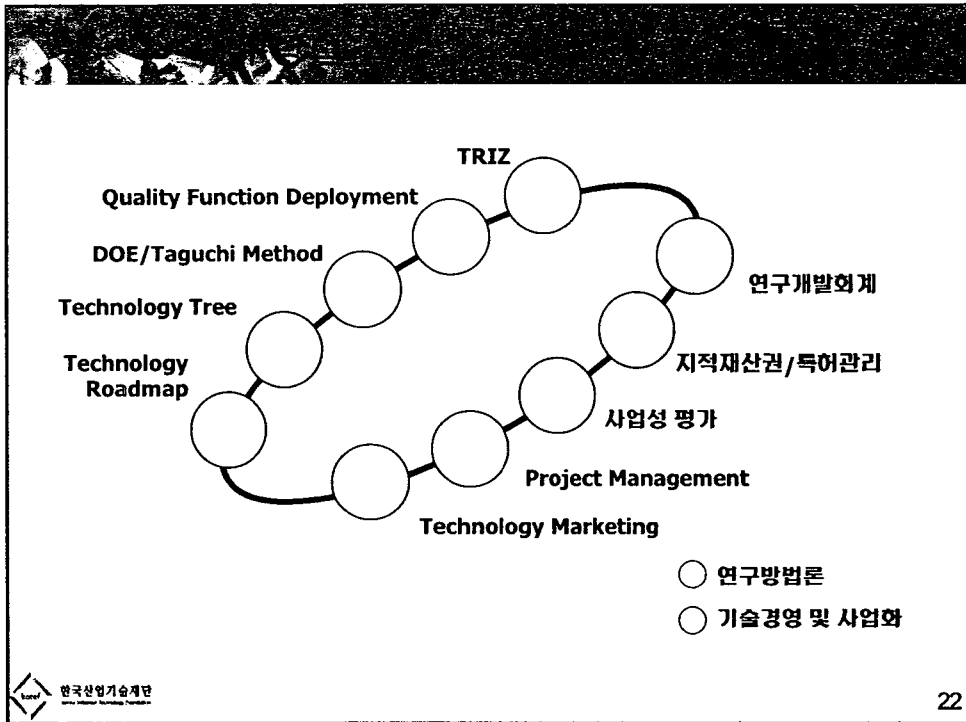 TRIZ
Quality Function Deployment
DOE/Taguchi Method
Technology Tree
Technology
Roadmap
연구개발회계
지적재산권/특허관리
사업성 평가
Project Management
Technology Marketing
연구방법론
기술경영 및 사업화
한국산업기술재단
22